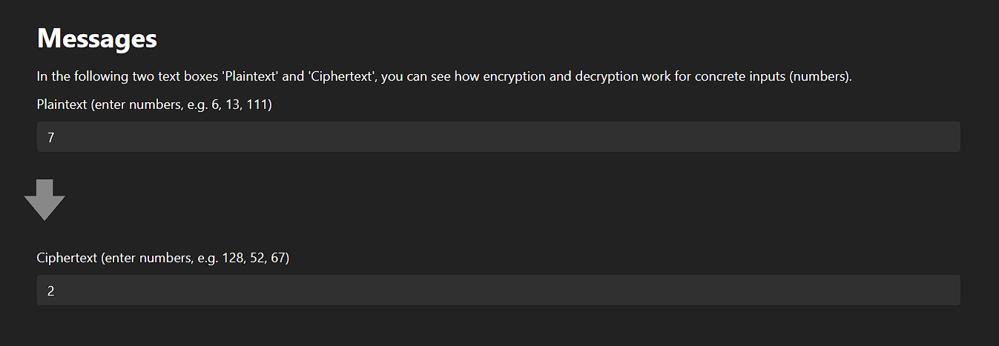 Messages
In the following two text boxes 'Plaintext' and 'Ciphertext', you can see how encryption and decryption work for concrete inputs (numbers).
Plaintext (enter numbers, e.g. 6, 13, 111)
7
Ciphertext (enter numbers, e.g. 128, 52, 67)
2